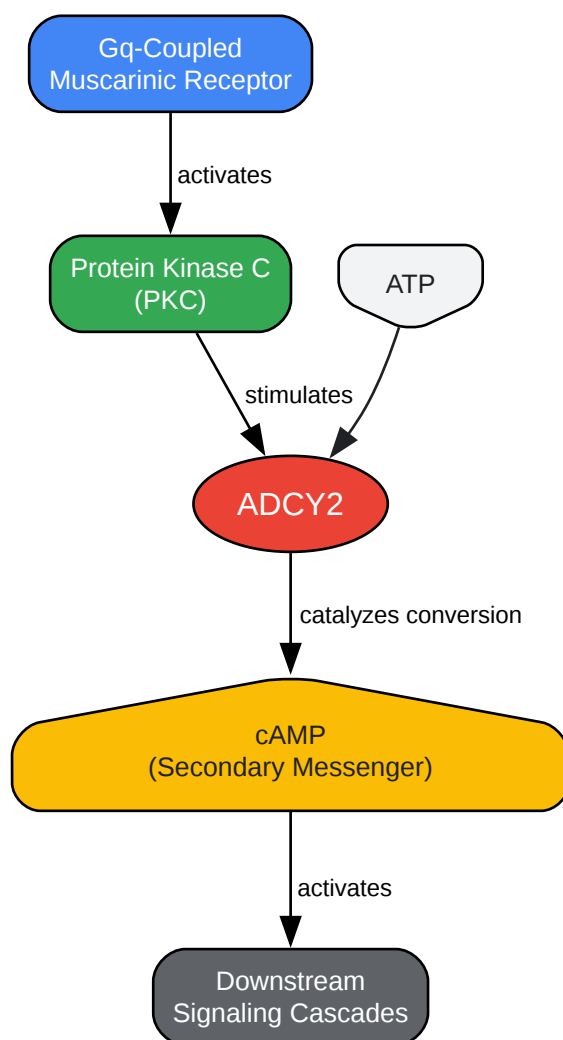 Gq-Coupled
Muscarinic Receptor
activates
Protein Kinase C
(PKC)
ATP
stimulates
ADCY2
catalyzes conversion
cAMP
(Secondary Messenger)
activates
Downstream
Signaling Cascades